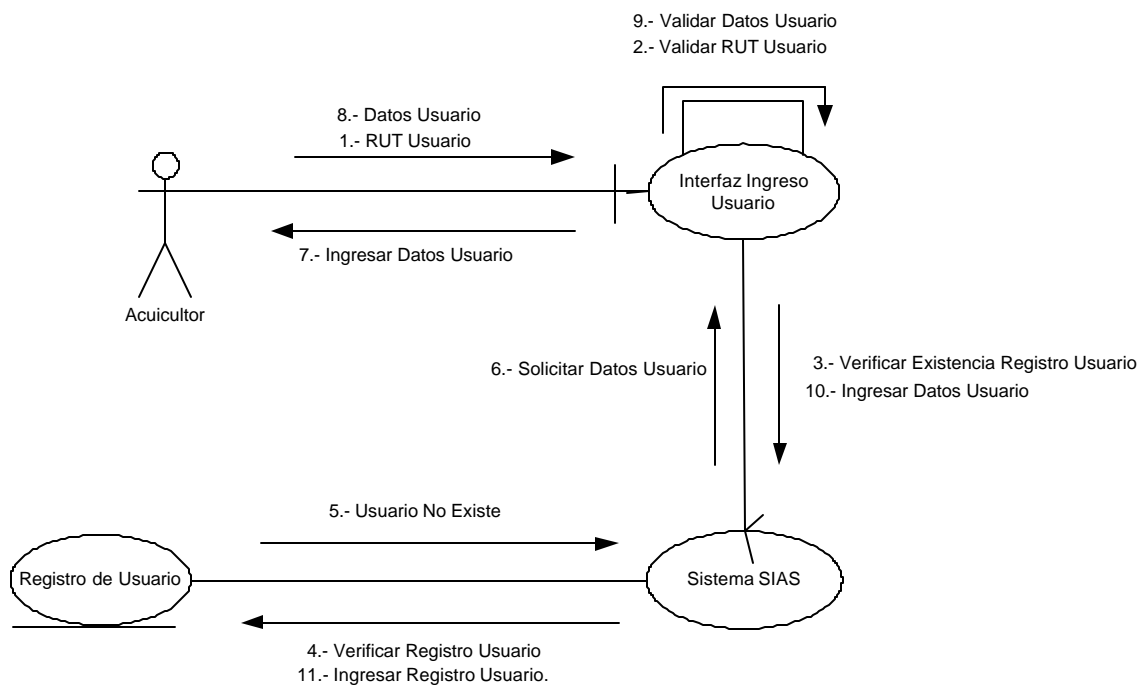 9.- Validar Datos Usuario
2.- Validar RUT Usuario
8.- Datos Usuario
1.- RUT Usuario
Interfaz Ingreso
Usuario
7.- Ingresar Datos Usuario
Acuicultor
6.- Solicitar Datos Usuario
3.- Verificar Existencia Registro Usuario
10.- Ingresar Datos Usuario
5.- Usuario No Existe
Registro de Usuario
Sistema SIAS
4.- Verificar Registro Usuario
11.- Ingresar Registro Usuario.